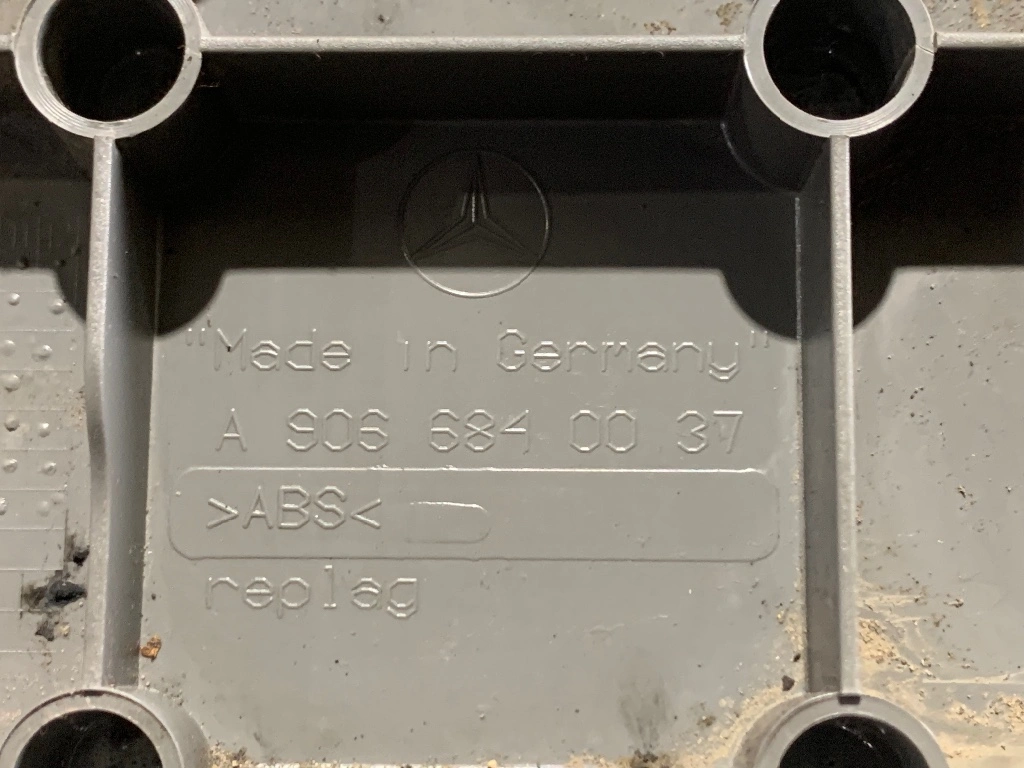 "Made in Germany"
A 906 684 00 37
>ABS<
replag